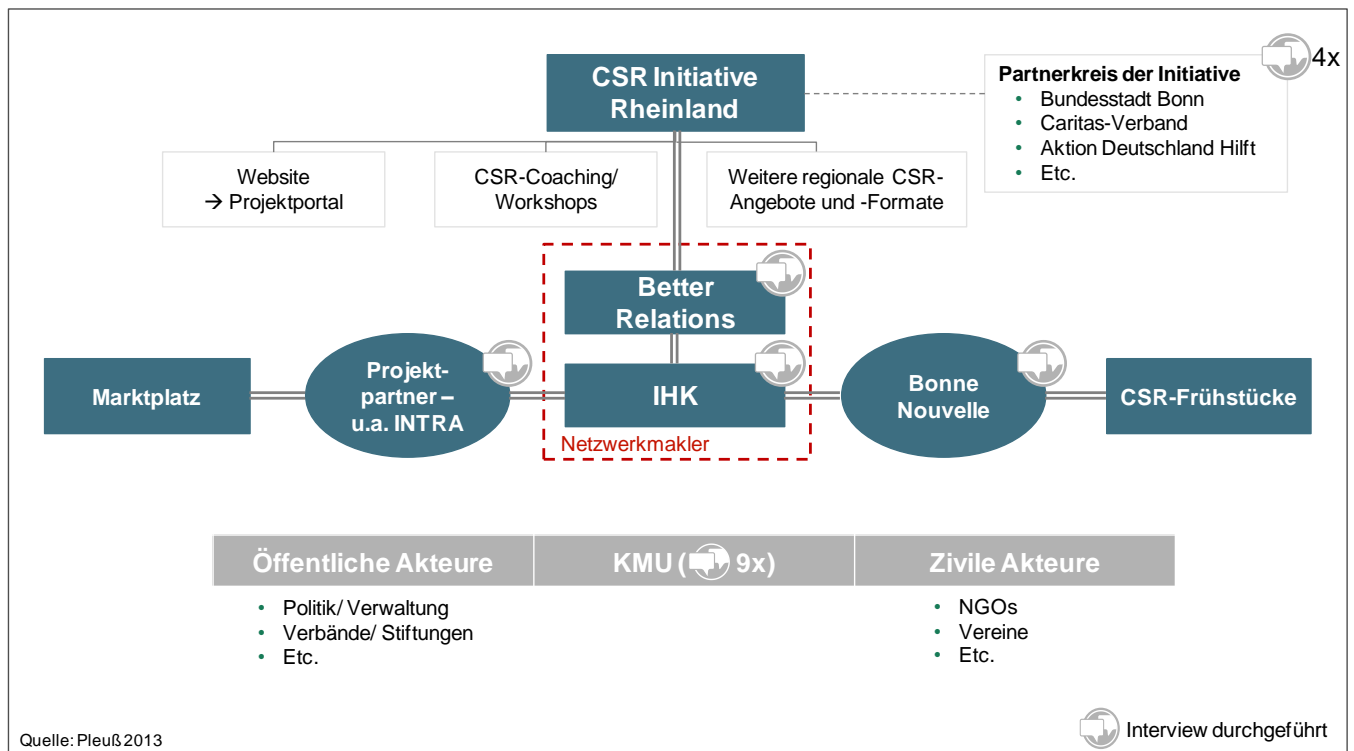 CSR Initiative
Rheinland
4x
Partnerkreis der Initiative
• Bundesstadt Bonn
• Caritas-Verband
• Aktion Deutschland Hilft
• Etc.
Website
→ Projektportal
CSR-Coaching/
Workshops
Weitere regionale CSR-
Angebote und -Formate
Better
Relations
Marktplatz
Projekt-
partner –
u.a. INTRA
IHK
Netzwerkmakler
Bonne
Nouvelle
CSR-Frühstücke
Öffentliche Akteure
KMU ( 9x)
Zivile Akteure
• Politik/ Verwaltung
• Verbände/ Stiftungen
• Etc.
• NGOs
• Vereine
• Etc.
Quelle: Pleuß 2013
Interview durchgeführt